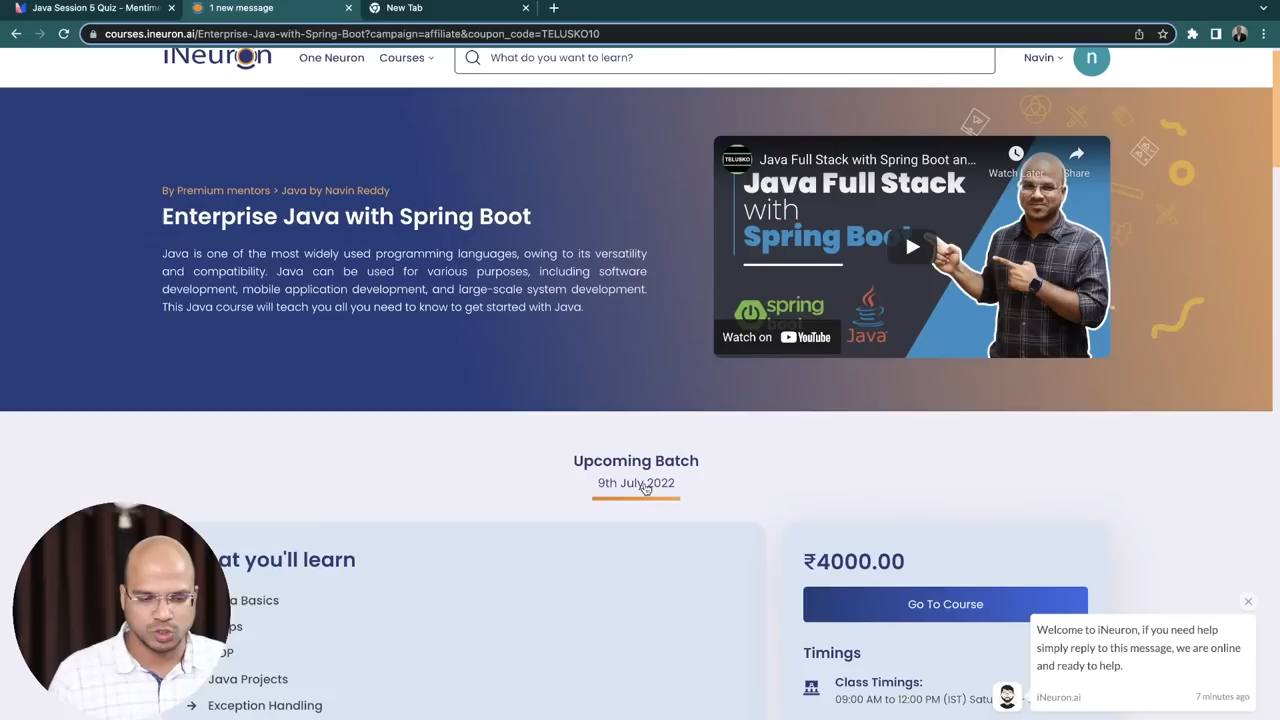 Java Session 5 Quiz - Mentime
1 new message
New Tab
courses.ineuron.ai/Enterprise-Java-with-Spring-Boot?campaign=affiliate&coupon_code=TELUSKO10
iNeuron
One Neuron
Courses
What do you want to learn?
Navin
n
By Premium mentors > Java by Navin Reddy
Enterprise Java with Spring Boot
Java is one of the most widely used programming languages, owing to its versatility
and compatibility. Java can be used for various purposes, including software
development, mobile application development, and large-scale system development.
This Java course will teach you all you need to know to get started with Java.
TELUSKO
Java Full Stack with Spring Boot an...
Watch Later
Share
Java Full Stack
with
Spring Boo
spring
Java
Watch on YouTube
Upcoming Batch
9th July 2022
at you'll learn
Basics
ps
OP
Java Projects
Exception Handling
₹4000.00
Go To Course
Timings
Class Timings:
09:00 AM to 12:00 PM (IST) Satu
Welcome to iNeuron, if you need help
simply reply to this message, we are online
and ready to help.
iNeuron.ai
7 minutes ago